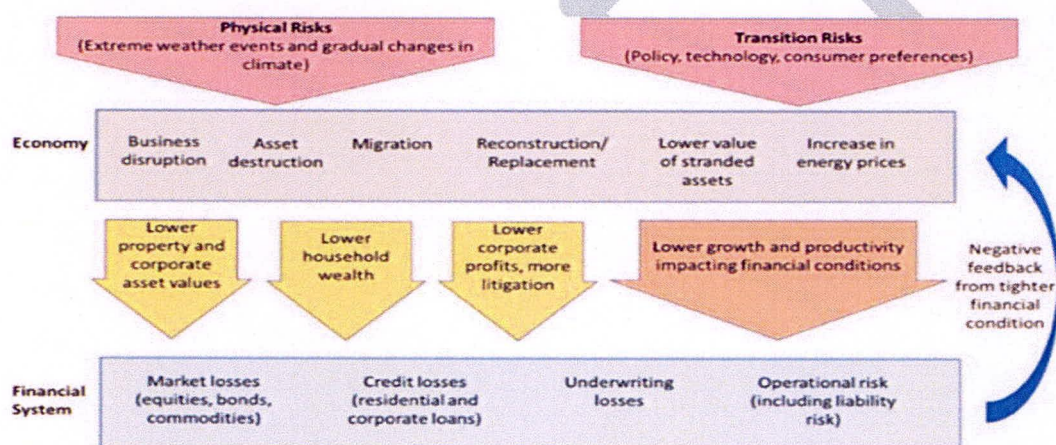 Physical Risks
(Extreme weather events and gradual changes in
climate)
Transition Risks
(Policy, technology, consumer preferences)
Economy
Business
disruption
Asset
destruction
Migration
Reconstruction/
Replacement
Lower value
of stranded
assets
Increase in
energy prices
Lower
property and
corporate
asset values
Lower
household
wealth
Lower
corporate
profits, more
litigation
Lower growth and productivity
impacting financial conditions
Negative
feedback
from tighter
financial
condition
Financial
System
Market losses
(equities, bonds,
commodities)
Credit losses
(residential and
corporate loans)
Underwriting
losses
Operational risk
(including liability
risk)